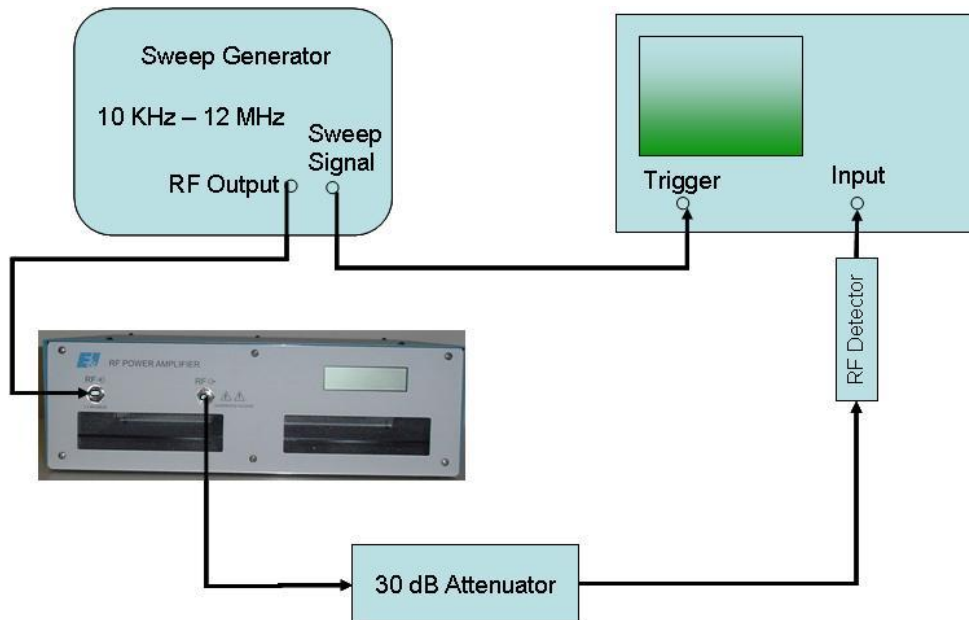 Sweep Generator
10 KHz – 12 MHz
Sweep
Signal
RF Output
Trigger
Input
RF Detector
RF POWER AMPLIFIER
RF
RF
30 dB Attenuator